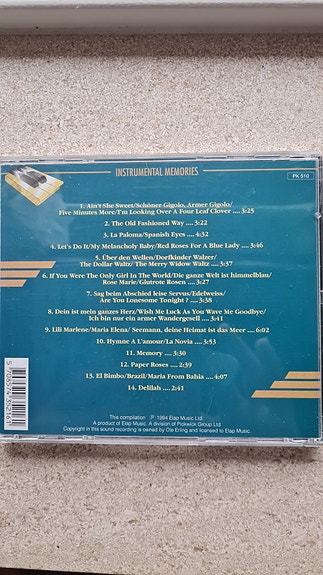 INSTRUMENTAL MEMORIES
PK 510
1. Ain't She Sweet/Schöner Gigolo, Armer Gigolo/
Five Minutes More/I'm Looking Over A Four Leaf Clover .... 3:25
2. The Old Fashioned Way .... 3:22
3. La Paloma/Spanish Eyes .... 4:32
4. Let's Do It/My Melancholy Baby/Red Roses For A Blue Lady .... 3:46
5. Über den Wellen/Dorfkinder Walzer/
The Dollar Waltz/ The Merry Widow Waltz .... 3:37
6. If You Were The Only Girl In The World/Die ganze Welt ist himmelblau/
Rose Marie/Glutrote Rosen .... 3:27
7. Sag beim Abschied leise Servus/Edelweiss/
Are You Lonesome Tonight ? .... 3:38
8. Dein ist mein ganzes Herz/Wish Me Luck As You Wave Me Goodbye/
Ich bin nur ein armer Wandergesell .... 3:41
9. Lili Marlene/Maria Elena/ Seemann, deine Heimat ist das Meer ....6:02
10. Hymne A L'amour/La Novia .... 3:53
11. Memory .... 3:30
12. Paper Roses .... 2:39
13. El Bimbo/Brazil/Maria From Bahia .... 4:07
14. Delilah .... 2:41
This compilation Ⓟ 1994 Elap Music Ltd.
A product of Elap Music. A division of Pickwick Group Ltd
Copyright in this sound recording is owned by Ole Erling and licensed to Elap Music.